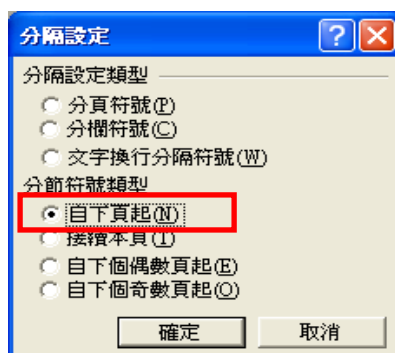 分隔設定
分隔設定類型
分頁符號(P)
分欄符號(C)
文字換行分隔符號(W)
分節符號類型
自下頁起(N)
接續本頁(T)
自下個偶數頁起(E)
自下個奇數頁起(O)
確定 取消